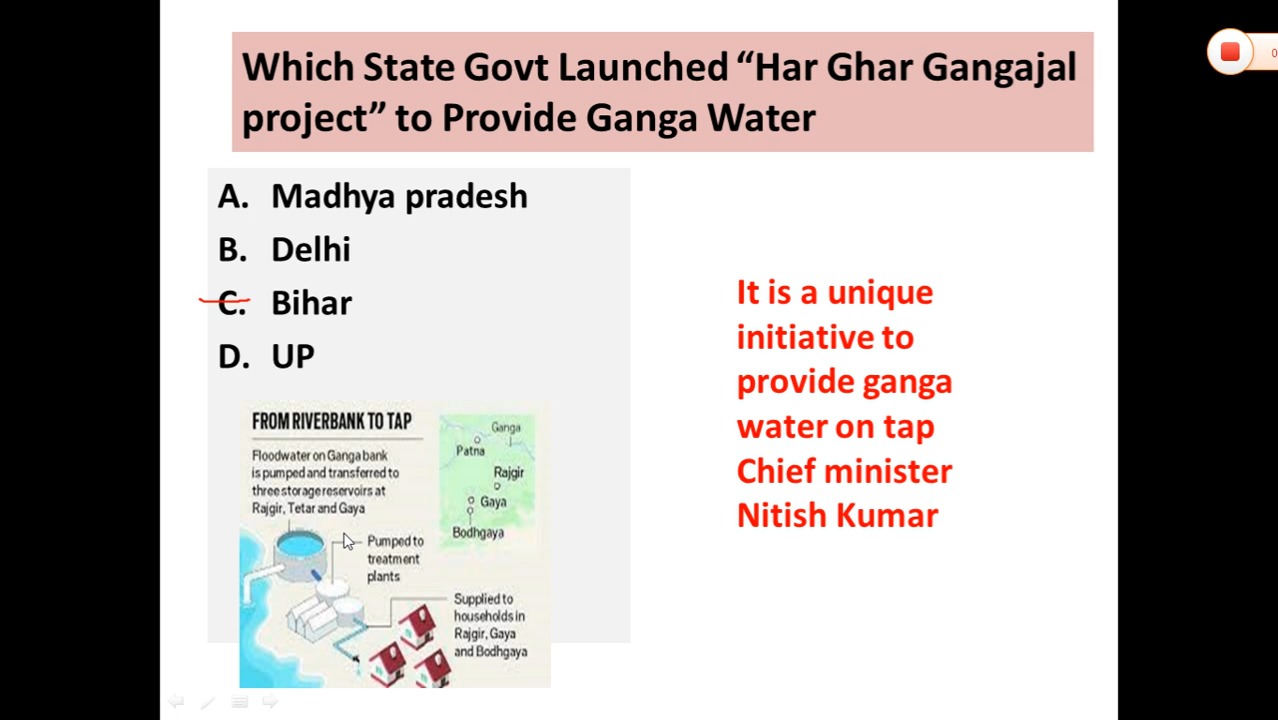 Which State Govt Launched “Har Ghar Gangajal
project” to Provide Ganga Water
A. Madhya pradesh
B. Delhi
C. Bihar
D. UP
It is a unique
initiative to
provide ganga
water on tap
Chief minister
Nitish Kumar
FROM RIVERBANK TO TAP
Floodwater on Ganga bank
is pumped and transferred to
three storage reservoirs at
Rajgir, Tetar and Gaya
Pumped to
treatment
plants
Supplied to
households in
Rajgir, Gaya
and Bodhgaya
Ganga
Patna
Rajgir
Gaya
Bodhgaya
0